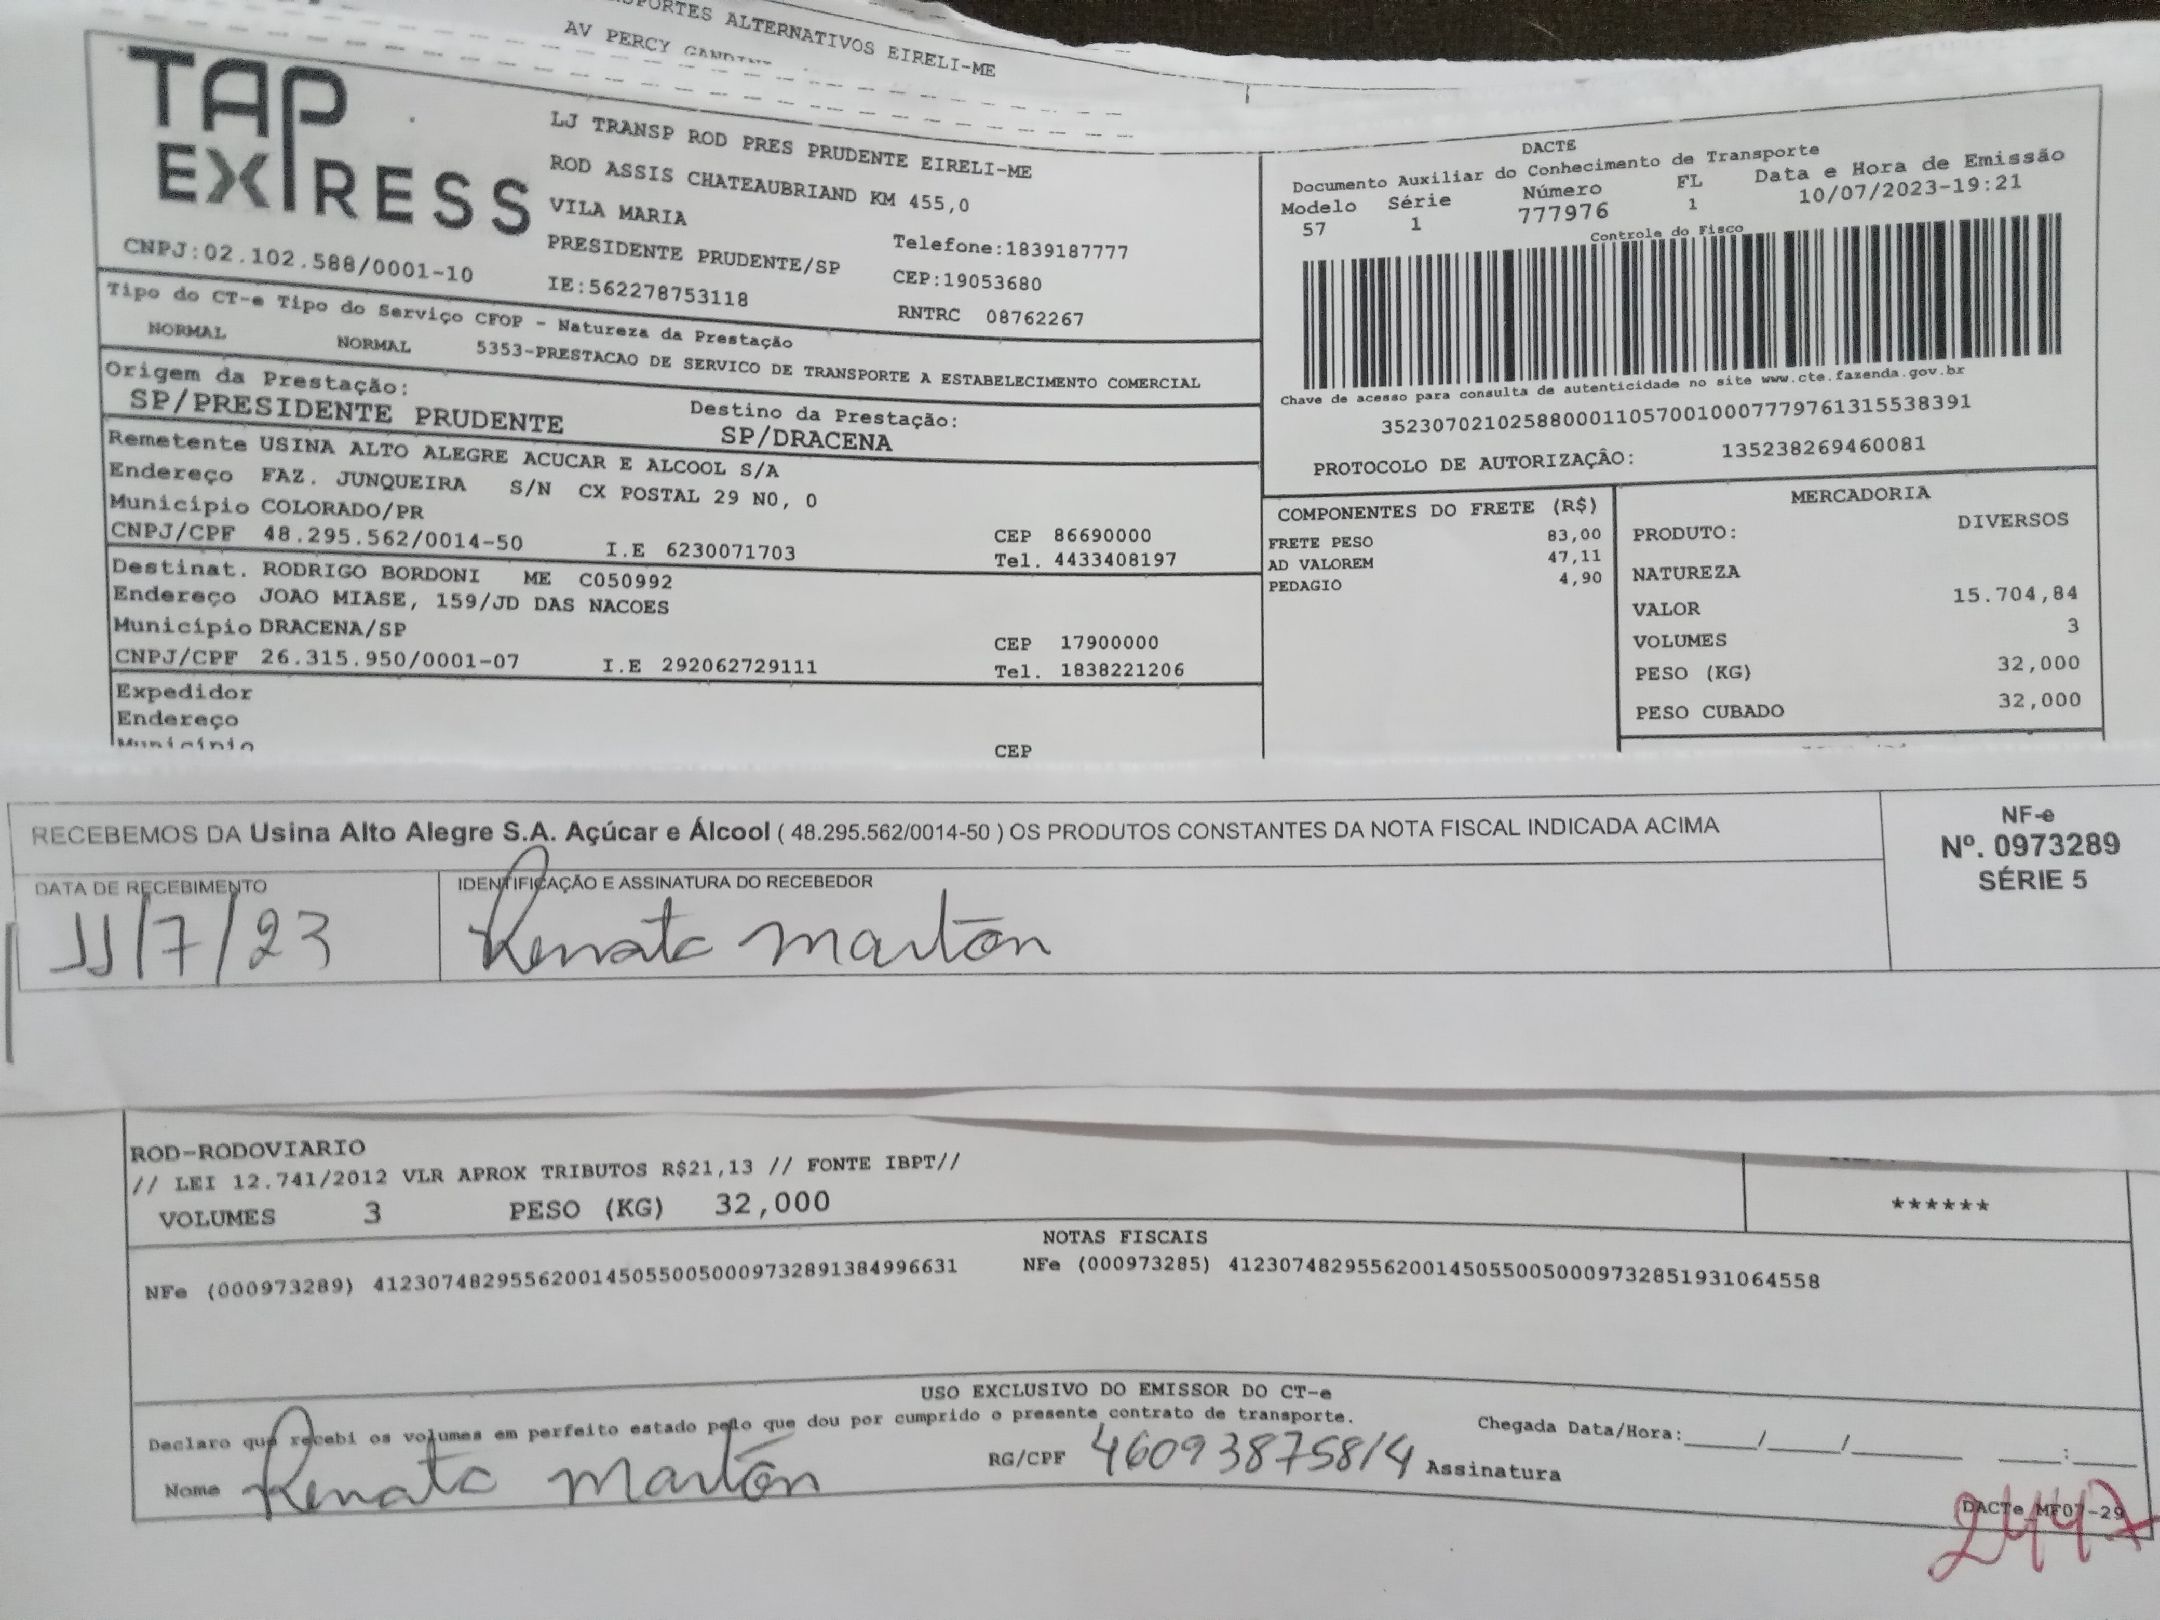 PORTES ALTERNATIVOS EIRELI-ME
AV PERCY
TAP
EXPRESS
LJ TRANSP ROD PRES PRUDENTE EIRELI-ME
ROD ASSIS CHATEAUBRIAND KM 455,0
VILA MARIA
PRESIDENTE PRUDENTE/SP Telefone:1839187777
CNPJ:02.102.588/0001-10 IE:562278753118 CEP:19053680
RNTRC 08762267
Tipo do CT-e Tipo do Serviço CFOP - Natureza da Prestação
NORMAL NORMAL 5353-PRESTACAO DE SERVICO DE TRANSPORTE A ESTABELECIMENTO COMERCIAL
Origem da Prestação: Destino da Prestação:
SP/PRESIDENTE PRUDENTE SP/DRACENA
Remetente USINA ALTO ALEGRE ACUCAR E ALCOOL S/A
Endereço FAZ. JUNQUEIRA S/N CX POSTAL 29 N0, 0
Município COLORADO/PR CEP 86690000
CNPJ/CPF 48.295.562/0014-50 I.E 6230071703 Tel. 4433408197
Destinat. RODRIGO BORDONI ME C050992
Endereço JOAO MIASE, 159/JD DAS NACOES
Município DRACENA/SP CEP 17900000
CNPJ/CPF 26.315.950/0001-07 I.E 292062729111 Tel. 1838221206
Expedidor
Endereço
Município CEP
DACTE
Documento Auxiliar do Conhecimento de Transporte
Modelo Série Número FL Data e Hora de Emissão
57 1 777976 1 10/07/2023-19:21
Controle do Fisco
Chave de acesso para consulta de autenticidade no site www.cte.fazenda.gov.br
35230702102588000110570010007779761315538391
PROTOCOLO DE AUTORIZAÇÃO: 135238269460081
COMPONENTES DO FRETE (R$)
FRETE PESO 83,00
AD VALOREM 47,11
PEDAGIO 4,90
MERCADORIA
PRODUTO: DIVERSOS
NATUREZA
VALOR 15.704,84
VOLUMES 3
PESO (KG) 32,000
PESO CUBADO 32,000
RECEBEMOS DA Usina Alto Alegre S.A. Açúcar e Álcool ( 48.295.562/0014-50 ) OS PRODUTOS CONSTANTES DA NOTA FISCAL INDICADA ACIMA
NF-e
Nº. 0973289
SÉRIE 5
DATA DE RECEBIMENTO IDENTIFICAÇÃO E ASSINATURA DO RECEBEDOR
11/7/23 Renata Marton
ROD-RODOVIARIO
// LEI 12.741/2012 VLR APROX TRIBUTOS R$21,13 // FONTE IBPT//
VOLUMES 3 PESO (KG) 32,000 ******
NOTAS FISCAIS
NFe (000973289) 41230748295562001450550050009732891384996631 NFe (000973285) 41230748295562001450550050009732851931064558
USO EXCLUSIVO DO EMISSOR DO CT-e
Declaro que recebi os volumes em perfeito estado pelo que dou por cumprido o presente contrato de transporte. Chegada Data/Hora:____/____/______ ____:____
Nome Renata Marton RG/CPF 460938758/4 Assinatura
DACTe_MF07-29